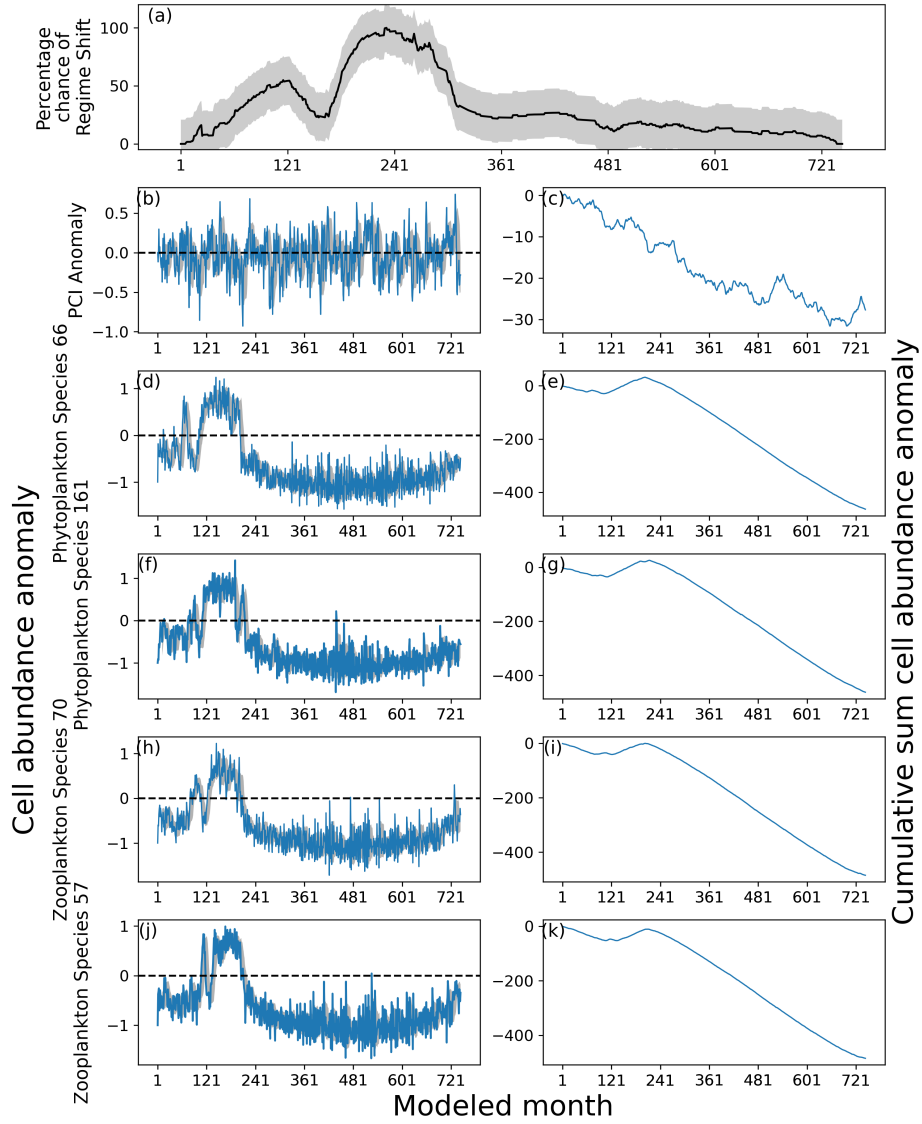 (a)
Percentage
chance of
Regime Shift
100
50
0
1 121 241 361 481 601 721
(b)
PCI Anomaly
0.5
0.0
−0.5
−1.0
1 121 241 361 481 601 721
(c)
0
−10
−20
−30
1 121 241 361 481 601 721
(d)
Phytoplankton Species 66
1
0
−1
1 121 241 361 481 601 721
(e)
0
−200
−400
1 121 241 361 481 601 721
(f)
Phytoplankton Species 161
1
0
−1
1 121 241 361 481 601 721
(g)
0
−200
−400
1 121 241 361 481 601 721
(h)
Zooplankton Species 70
1
0
−1
1 121 241 361 481 601 721
(i)
0
−200
−400
1 121 241 361 481 601 721
(j)
Zooplankton Species 57
1
0
−1
1 121 241 361 481 601 721
(k)
0
−200
−400
1 121 241 361 481 601 721
Cell abundance anomaly
Cumulative sum cell abundance anomaly
Modeled month